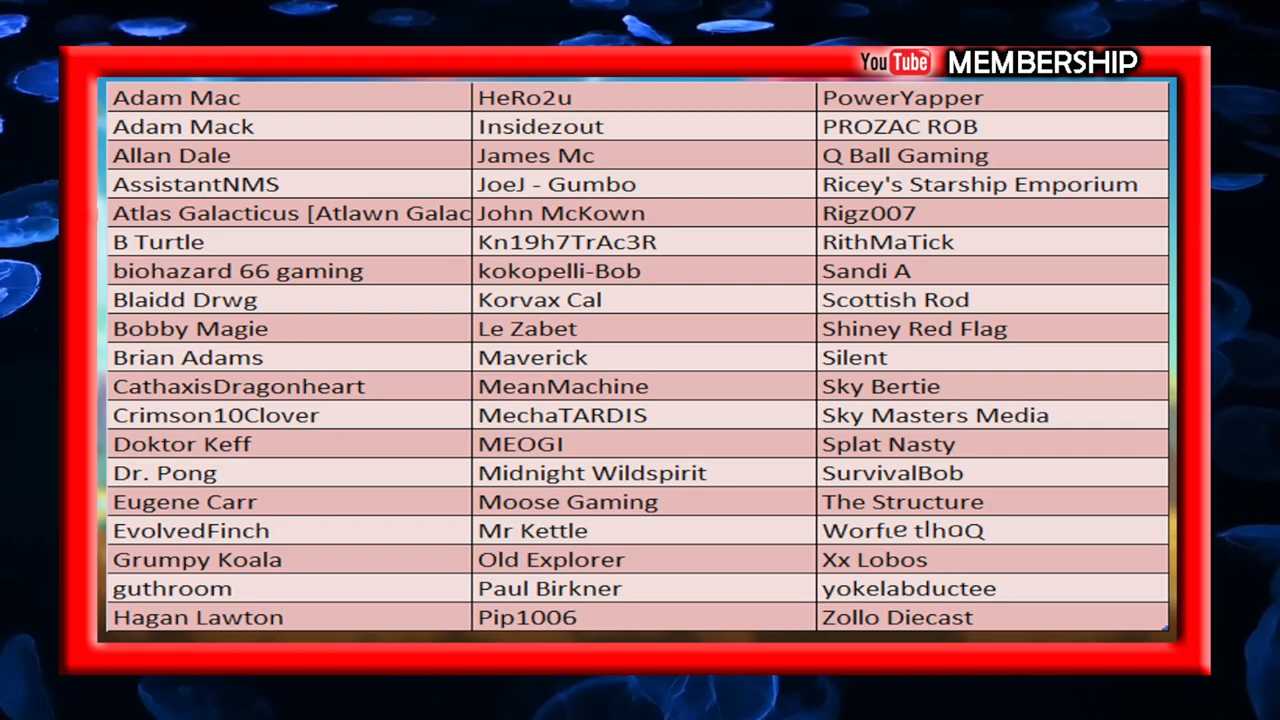 YouTube MEMBERSHIP
Adam Mac HeRo2u PowerYapper
Adam Mack Insidezout PROZAC ROB
Allan Dale James Mc Q Ball Gaming
AssistantNMS JoeJ - Gumbo Ricey's Starship Emporium
Atlas Galacticus [Atlawn Galac John McKown Rigz007
B Turtle Kn19h7TrAc3R RithMaTick
biohazard 66 gaming kokopelli-Bob Sandi A
Blaidd Drwg Korvax Cal Scottish Rod
Bobby Magie Le Zabet Shiney Red Flag
Brian Adams Maverick Silent
CathaxisDragonheart MeanMachine Sky Bertie
Crimson10Clover MechaTARDIS Sky Masters Media
Doktor Keff MEOGI Splat Nasty
Dr. Pong Midnight Wildspirit SurvivalBob
Eugene Carr Moose Gaming The Structure
EvolvedFinch Mr Kettle Worfιɐ tlhɑQ
Grumpy Koala Old Explorer Xx Lobos
guthroom Paul Birkner yokelabductee
Hagan Lawton Pip1006 Zollo Diecast